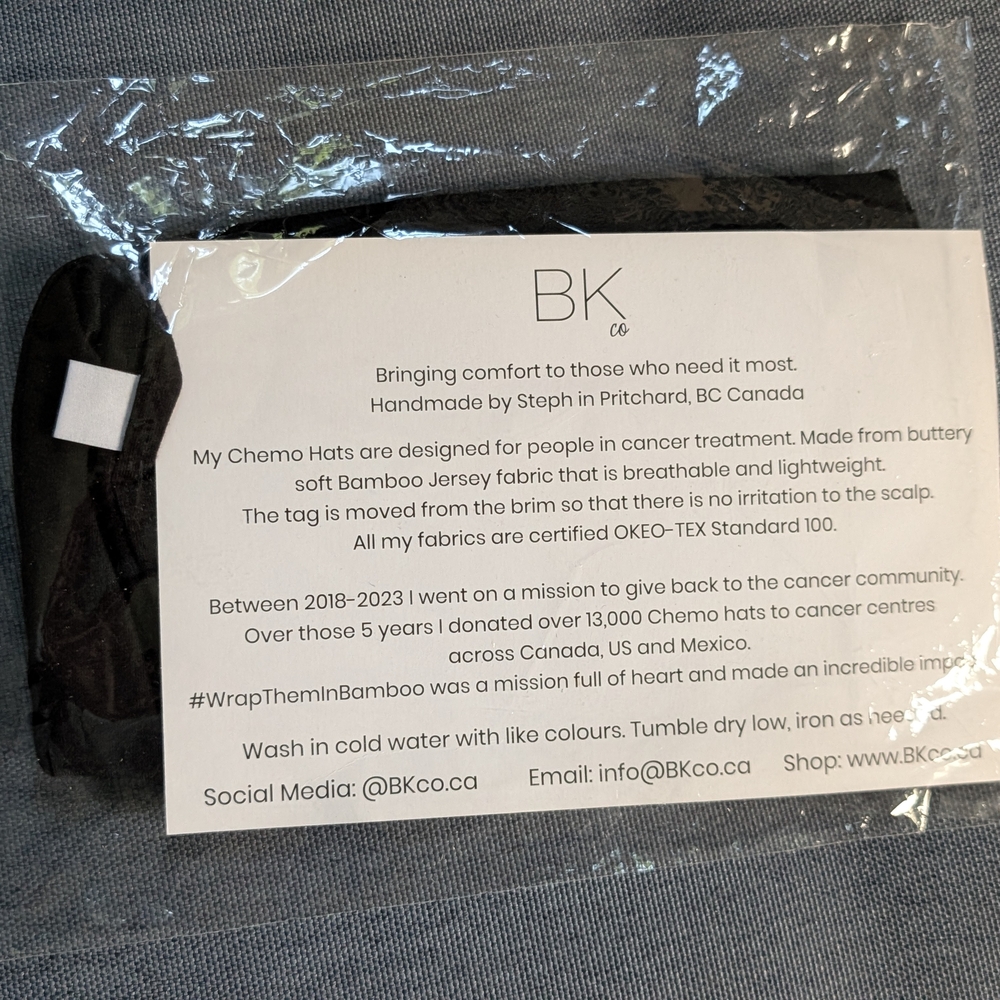 BK
co
Bringing comfort to those who need it most.
Handmade by Steph in Pritchard, BC Canada
My Chemo Hats are designed for people in cancer treatment. Made from buttery
soft Bamboo Jersey fabric that is breathable and lightweight.
The tag is moved from the brim so that there is no irritation to the scalp.
All my fabrics are certified OKEO-TEX Standard 100.
Between 2018-2023 I went on a mission to give back to the cancer community.
Over those 5 years I donated over 13,000 Chemo hats to cancer centres
across Canada, US and Mexico.
#WrapThemInBamboo was a mission full of heart and made an incredible
Wash in cold water with like colours. Tumble dry low, iron as needed.
Social Media: @BKco.ca Email: info@BKco.ca Shop: www.BKco.ca